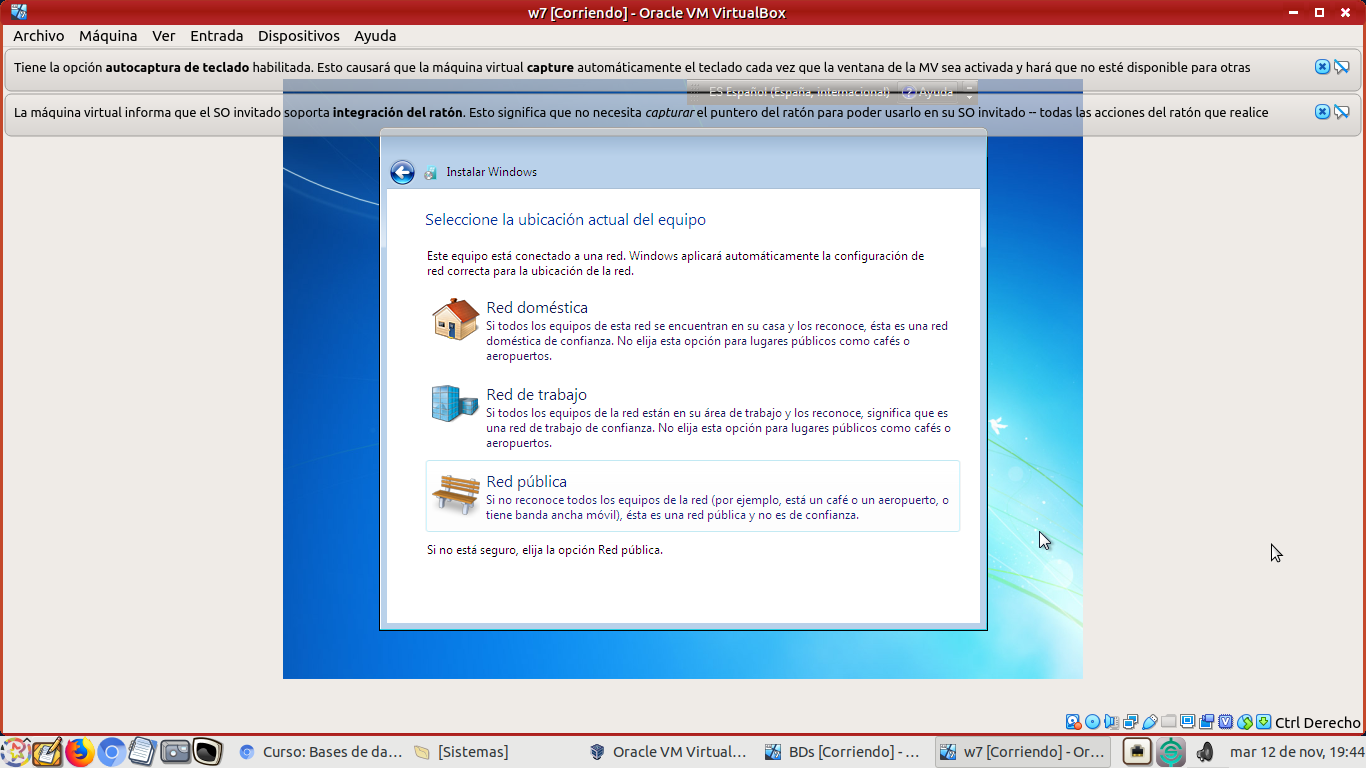 w7 [Corriendo] - Oracle VM VirtualBox
Archivo Máquina Ver Entrada Dispositivos Ayuda
Tiene la opción autocaptura de teclado habilitada. Esto causará que la máquina virtual capture automáticamente el teclado cada vez que la ventana de la MV sea activada y hará que no esté disponible para otras
ES Español (España, internacional) ? Ayuda
La máquina virtual informa que el SO invitado soporta integración del ratón. Esto significa que no necesita capturar el puntero del ratón para poder usarlo en su SO invitado -- todas las acciones del ratón que realice
Instalar Windows
Seleccione la ubicación actual del equipo
Este equipo está conectado a una red. Windows aplicará automáticamente la configuración de
red correcta para la ubicación de la red.
Red doméstica
Si todos los equipos de esta red se encuentran en su casa y los reconoce, ésta es una red
doméstica de confianza. No elija esta opción para lugares públicos como cafés o
aeropuertos.
Red de trabajo
Si todos los equipos de la red están en su área de trabajo y los reconoce, significa que es
una red de trabajo de confianza. No elija esta opción para lugares públicos como cafés o
aeropuertos.
Red pública
Si no reconoce todos los equipos de la red (por ejemplo, está un café o un aeropuerto, o
tiene banda ancha móvil), ésta es una red pública y no es de confianza.
Si no está seguro, elija la opción Red pública.
Ctrl Derecho
Curso: Bases de da... [Sistemas] Oracle VM Virtual... BDs [Corriendo] - ... w7 [Corriendo] - Or... mar 12 de nov, 19:44